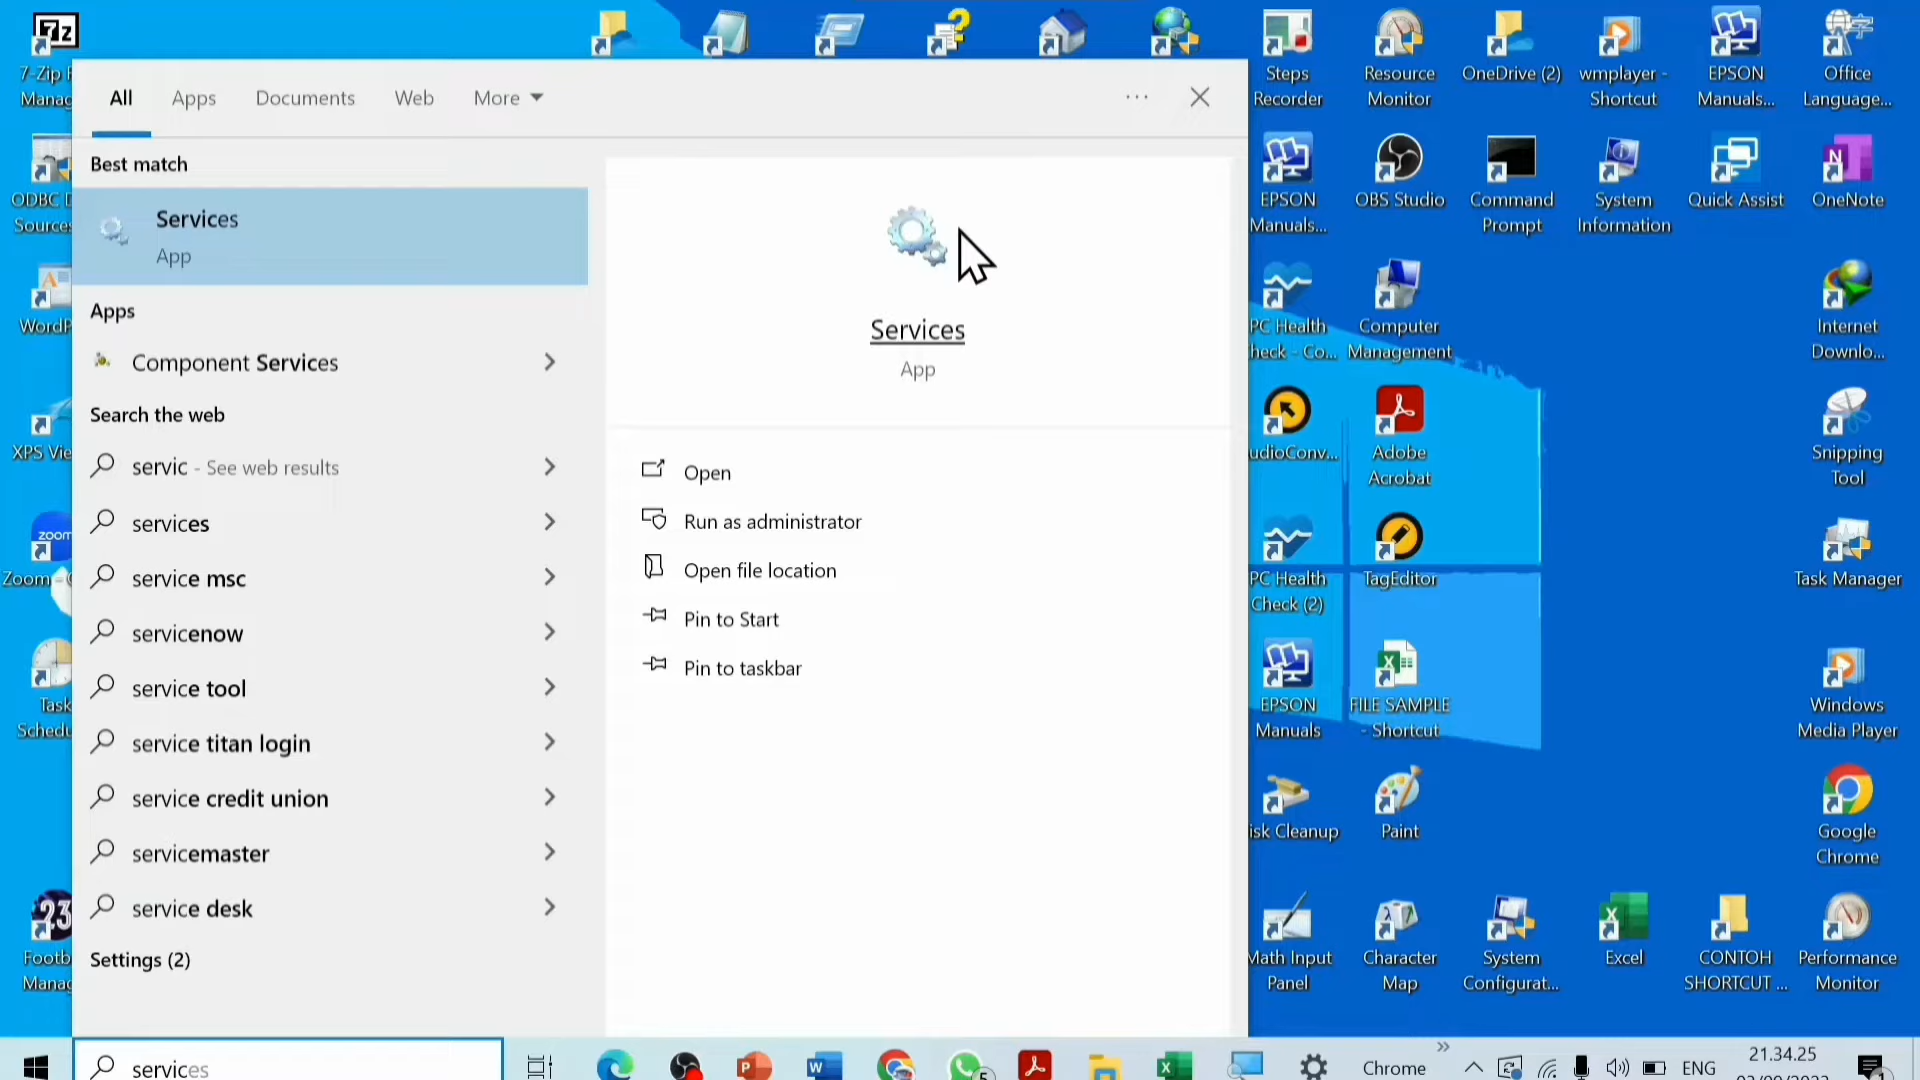 All Apps Documents Web More
Best match
Services
App
Apps
Component Services
Search the web
servic - See web results
services
service msc
servicenow
service tool
service titan login
service credit union
servicemaster
service desk
Settings (2)
services
Services
App
Open
Run as administrator
Open file location
Pin to Start
Pin to taskbar
7-Zip F
Manag
ODBC D
Sources
WordP
XPS Vie
zoom
Zoom
Task
Schedu
23
Footb
Manag
Steps
Recorder
Resource
Monitor
OneDrive (2)
wmplayer -
Shortcut
EPSON
Manuals...
Office
Language...
EPSON
Manuals...
OBS Studio
Command
Prompt
System
Information
Quick Assist
OneNote
PC Health
heck - Co...
Computer
Management
Internet
Downlo...
udioConv...
Adobe
Acrobat
Snipping
Tool
PC Health
Check (2)
TagEditor
Task Manager
EPSON
Manuals
FILE SAMPLE
- Shortcut
Windows
Media Player
isk Cleanup
Paint
Google
Chrome
Math Input
Panel
Character
Map
System
Configurat...
Excel
CONTOH
SHORTCUT ...
Performance
Monitor
Chrome
ENG
21.34.25